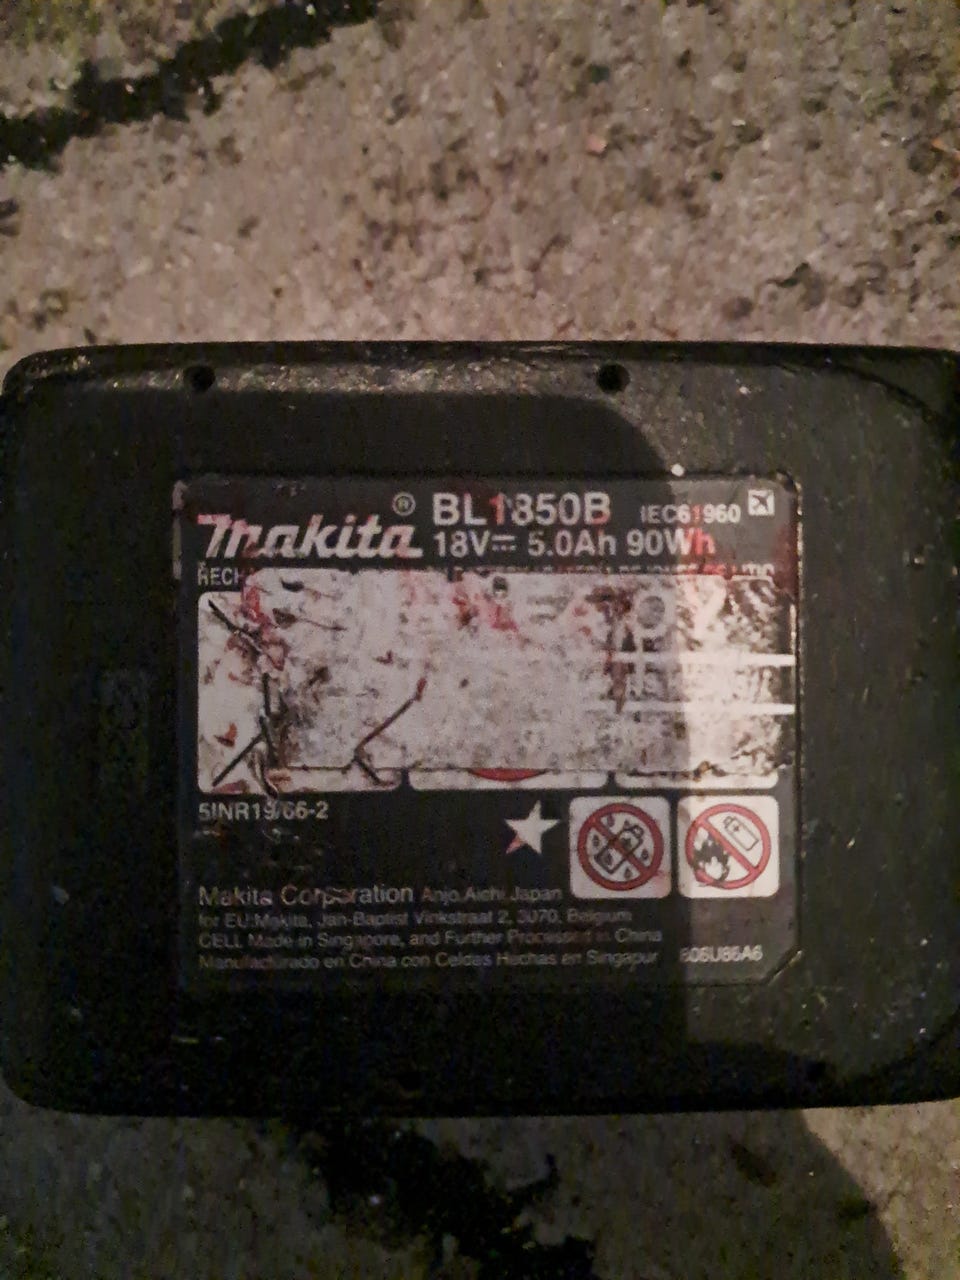 Makita® BL1850B IEC61960
18V⎓ 5.0Ah 90Wh
5INR19/66-2
Makita Corporation Anjo, Aichi, Japan
for EU: Makita, Jan-Baptist Vinkstraat 2, 3070, Belgium
CELL Made in Singapore, and Further Processed in China
Manufacturado en China con Celdas Hechas en Singapur